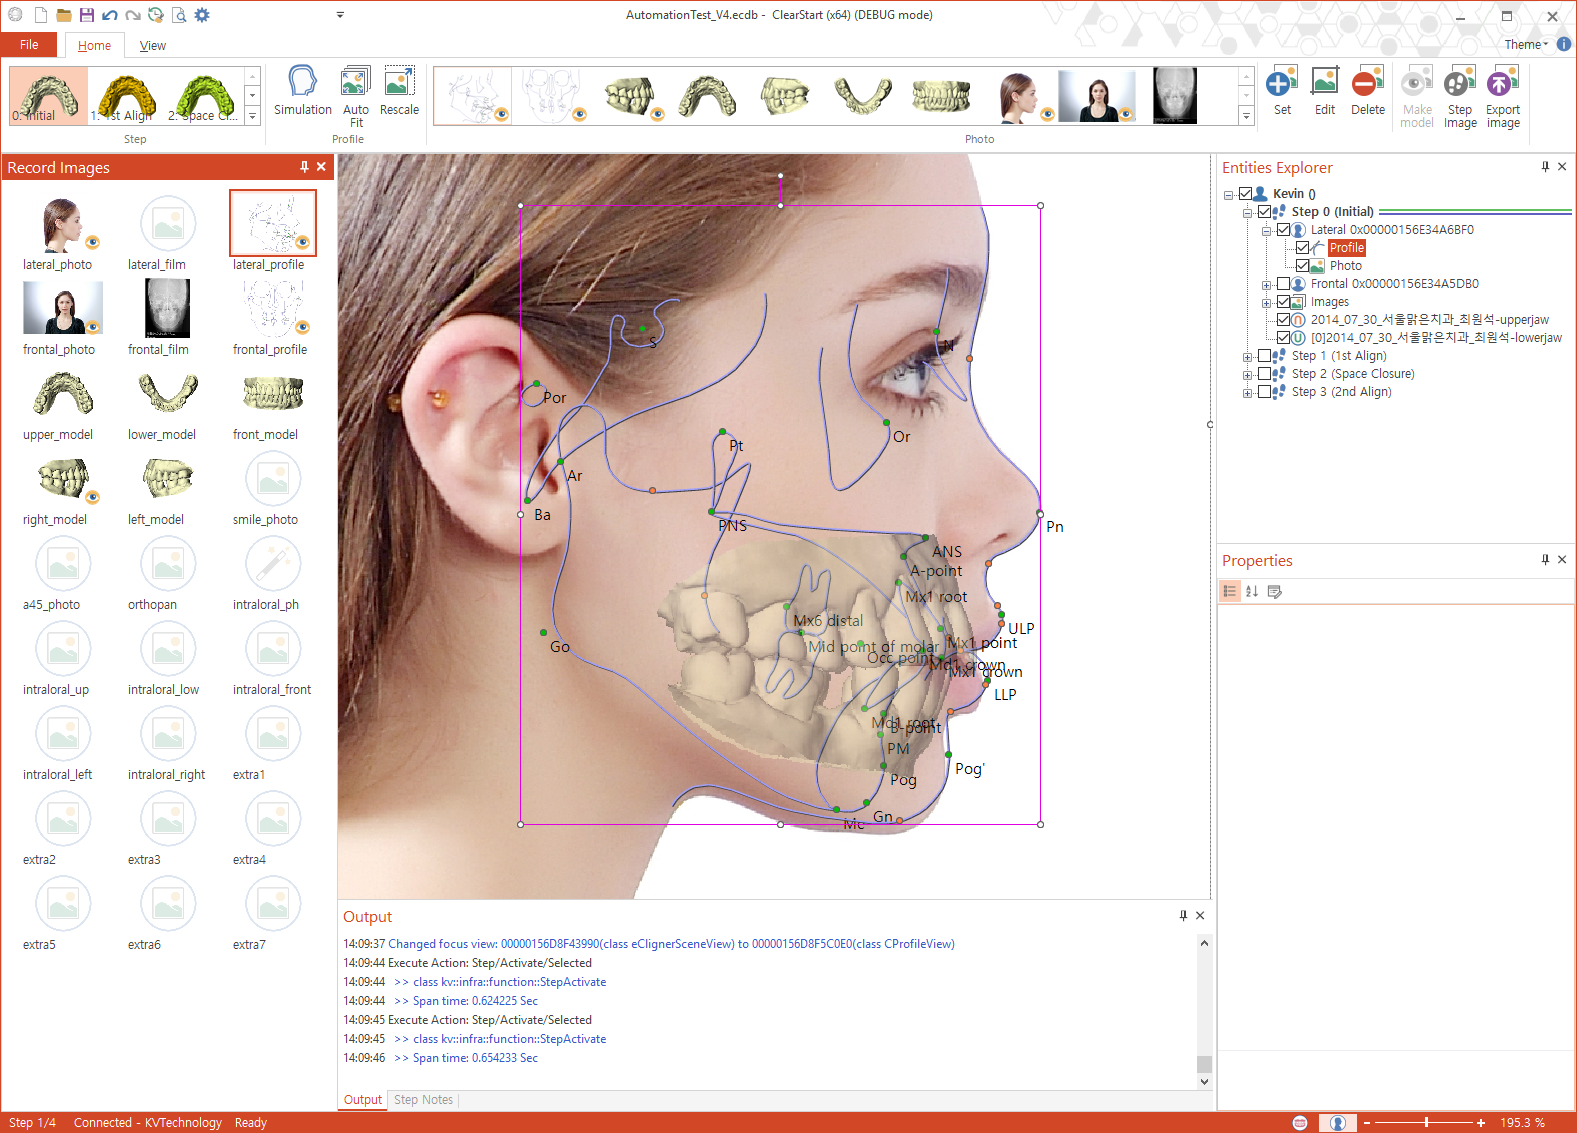 AutomationTest_V4.ecdb - ClearStart (x64) (DEBUG mode)
File
Home
View
Theme
0: Initial
1: 1st Align
2: Space Cl...
Step
Simulation
Auto
Fit
Rescale
Profile
Photo
Set
Edit
Delete
Make
model
Step
Image
Export
image
Record Images
lateral_photo
lateral_film
lateral_profile
frontal_photo
frontal_film
frontal_profile
upper_model
lower_model
front_model
right_model
left_model
smile_photo
a45_photo
orthopan
intraloral_ph
intraloral_up
intraloral_low
intraloral_front
intraloral_left
intraloral_right
extra1
extra2
extra3
extra4
extra5
extra6
extra7
S
N
Por
Or
Pt
Ar
Ba
PNS
Pn
ANS
A-point
Mx1 root
Mx6 distal
ULP
Go
Mid point of molar
Mx1 point
Occ point
Md1 crown
Mx1 crown
LLP
Md1 root
B-point
PM
Pog'
Pog
Gn
Me
Entities Explorer
Kevin ()
Step 0 (Initial)
Lateral 0x00000156E34A6BF0
Profile
Photo
Frontal 0x00000156E34A5DB0
Images
2014_07_30_서울맑은치과_최원석-upperjaw
[0]2014_07_30_서울맑은치과_최원석-lowerjaw
Step 1 (1st Align)
Step 2 (Space Closure)
Step 3 (2nd Align)
Properties
Output
14:09:37 Changed focus view: 00000156D8F43990(class eClignerSceneView) to 00000156D8F5C0E0(class CProfileView)
14:09:44 Execute Action: Step/Activate/Selected
14:09:44 >> class kv::infra::function::StepActivate
14:09:44 >> Span time: 0.624225 Sec
14:09:45 Execute Action: Step/Activate/Selected
14:09:45 >> class kv::infra::function::StepActivate
14:09:46 >> Span time: 0.654233 Sec
Output
Step Notes
Step 1/4
Connected - KVTechnology
Ready
195.3 %